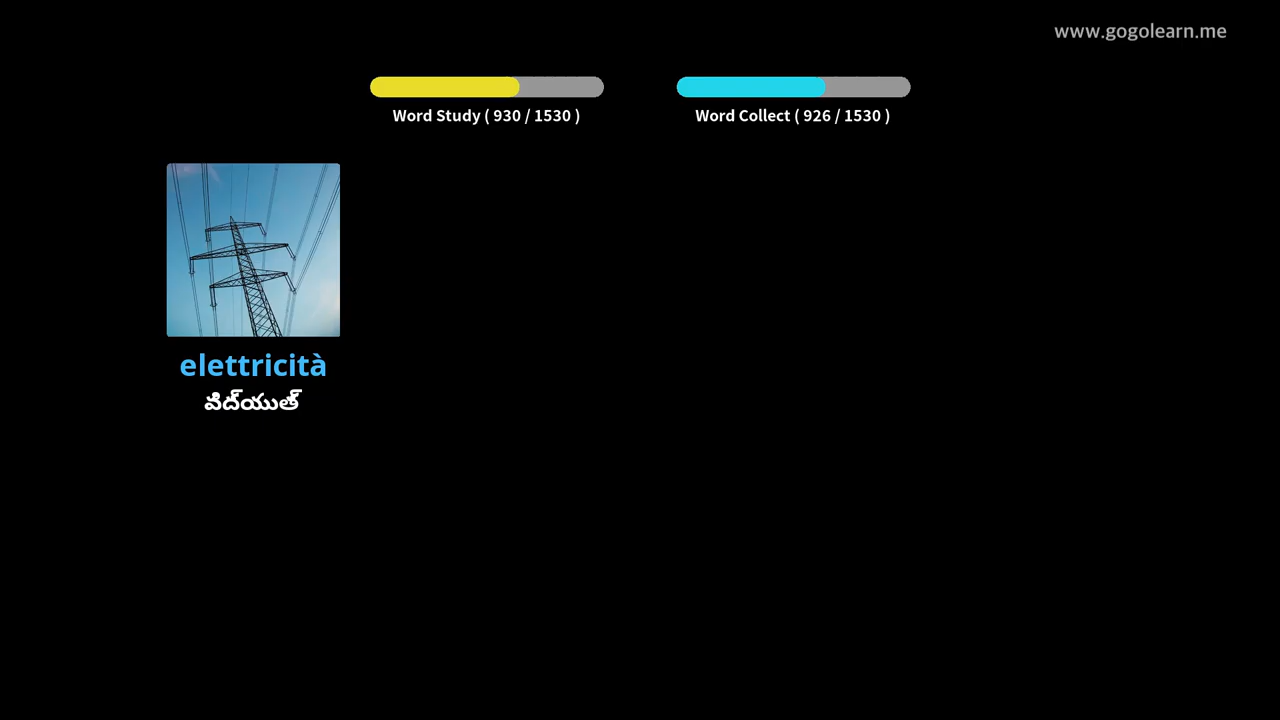 www.gogolearn.me
Word Study ( 930 / 1530 )
Word Collect ( 926 / 1530 )
elettricità
విద్యుత్